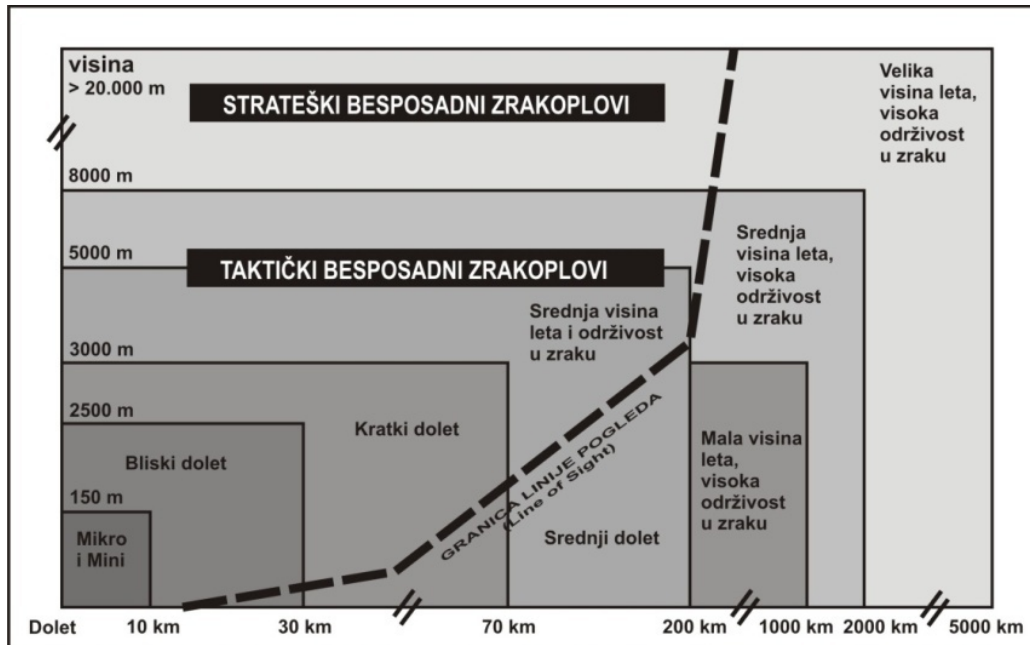 visina
> 20.000 m
STRATEŠKI BESPOSADNI ZRAKOPLOVI
Velika
visina leta,
visoka
održivost
u zraku
8000 m
Srednja
visina leta,
visoka
održivost
u zraku
5000 m
TAKTIČKI BESPOSADNI ZRAKOPLOVI
Srednja visina
leta i održivost
u zraku
3000 m
Kratki dolet
2500 m
Bliski dolet
150 m
Mikro
i Mini
GRANICA LINIJE POGLEDA
(Line of Sight)
Srednji dolet
Mala visina
leta,
visoka
održivost
u zraku
Dolet 10 km 30 km 70 km 200 km 1000 km 2000 km 5000 km